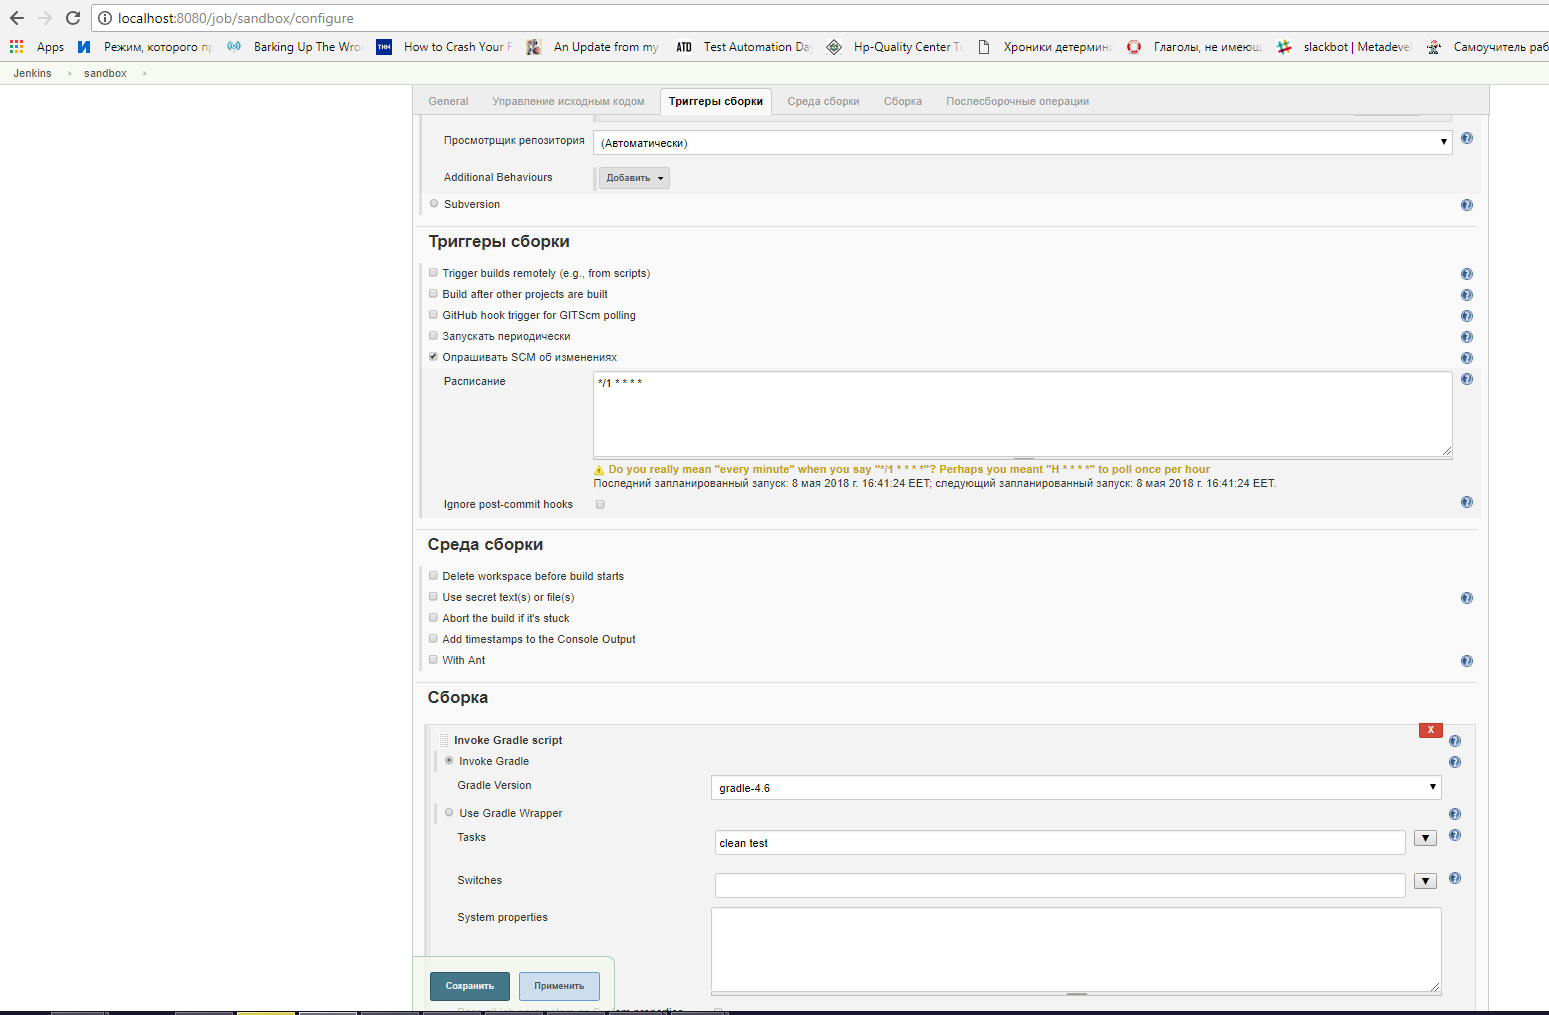 localhost:8080/job/sandbox/configure
Apps Режим, которого пр Barking Up The Wro THN How to Crash Your F An Update from my ATD Test Automation Day Hp-Quality Center Tu Хроники детермини Глаголы, не имеющ slackbot | Metadevel Самоучитель раб
Jenkins sandbox
General Управление исходным кодом Триггеры сборки Среда сборки Сборка Послесборочные операции
Просмотрщик репозитория (Автоматически)
Additional Behaviours Добавить
Subversion
Триггеры сборки
Trigger builds remotely (e.g., from scripts)
Build after other projects are built
GitHub hook trigger for GITScm polling
Запускать периодически
Опрашивать SCM об изменениях
Расписание */1 * * * *
Do you really mean "every minute" when you say "*/1 * * * *"? Perhaps you meant "H * * * *" to poll once per hour
Последний запланированный запуск: 8 мая 2018 г. 16:41:24 EET; следующий запланированный запуск: 8 мая 2018 г. 16:41:24 EET.
Ignore post-commit hooks
Среда сборки
Delete workspace before build starts
Use secret text(s) or file(s)
Abort the build if it's stuck
Add timestamps to the Console Output
With Ant
Сборка
X
Invoke Gradle script
Invoke Gradle
Gradle Version gradle-4.6
Use Gradle Wrapper
Tasks clean test
Switches
System properties
Сохранить Применить